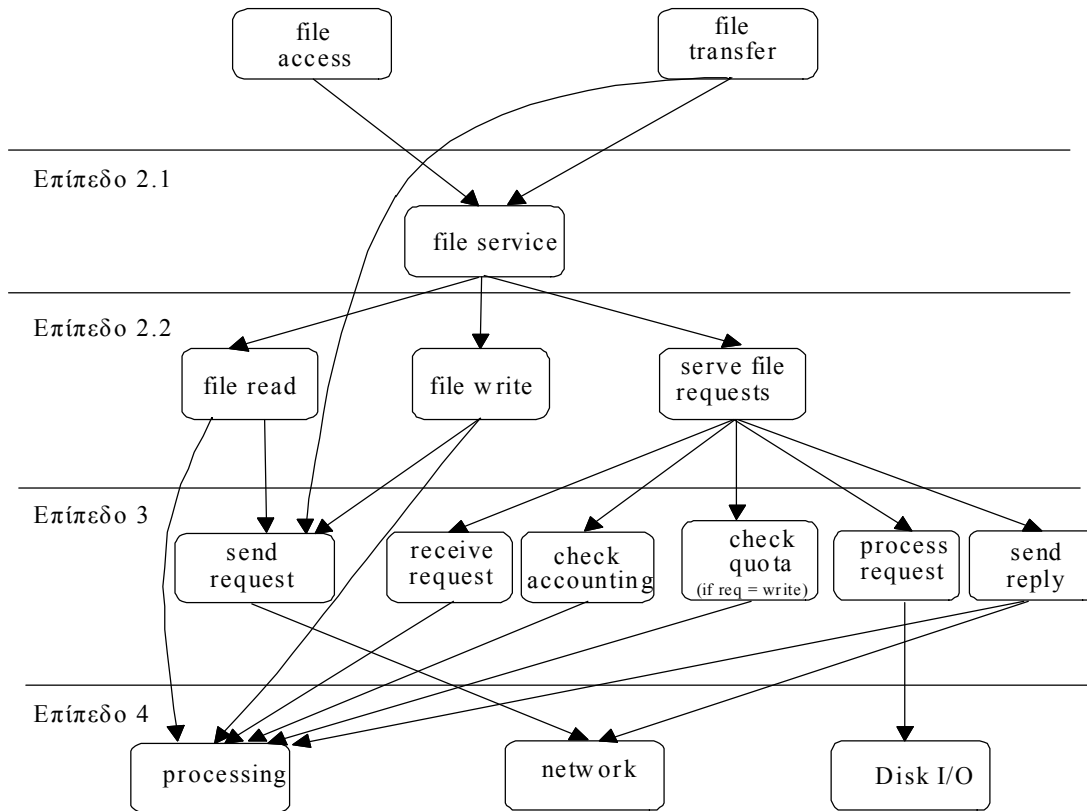 file
access
file
transfer
Επίπεδο 2.1
file service
Επίπεδο 2.2
file read
file write
serve file
requests
Επίπεδο 3
send
request
receive
request
check
accounting
check
quota
(if req = write)
process
request
send
reply
Επίπεδο 4
processing
network
Disk I/O